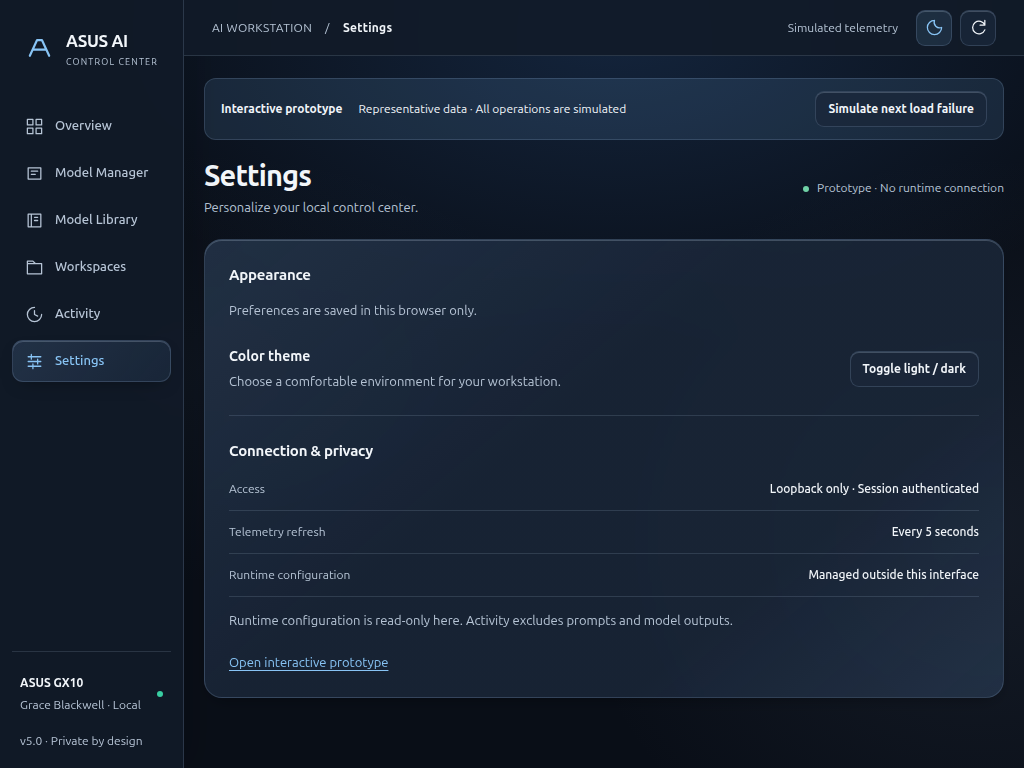 ASUS AI
CONTROL CENTER
Overview
Model Manager
Model Library
Workspaces
Activity
Settings
ASUS GX10
Grace Blackwell · Local
v5.0 · Private by design
AI WORKSTATION / Settings
Simulated telemetry
Interactive prototype Representative data · All operations are simulated
Simulate next load failure
Settings
Personalize your local control center.
Prototype · No runtime connection
Appearance
Preferences are saved in this browser only.
Color theme
Choose a comfortable environment for your workstation.
Toggle light / dark
Connection & privacy
Access Loopback only · Session authenticated
Telemetry refresh Every 5 seconds
Runtime configuration Managed outside this interface
Runtime configuration is read-only here. Activity excludes prompts and model outputs.
Open interactive prototype